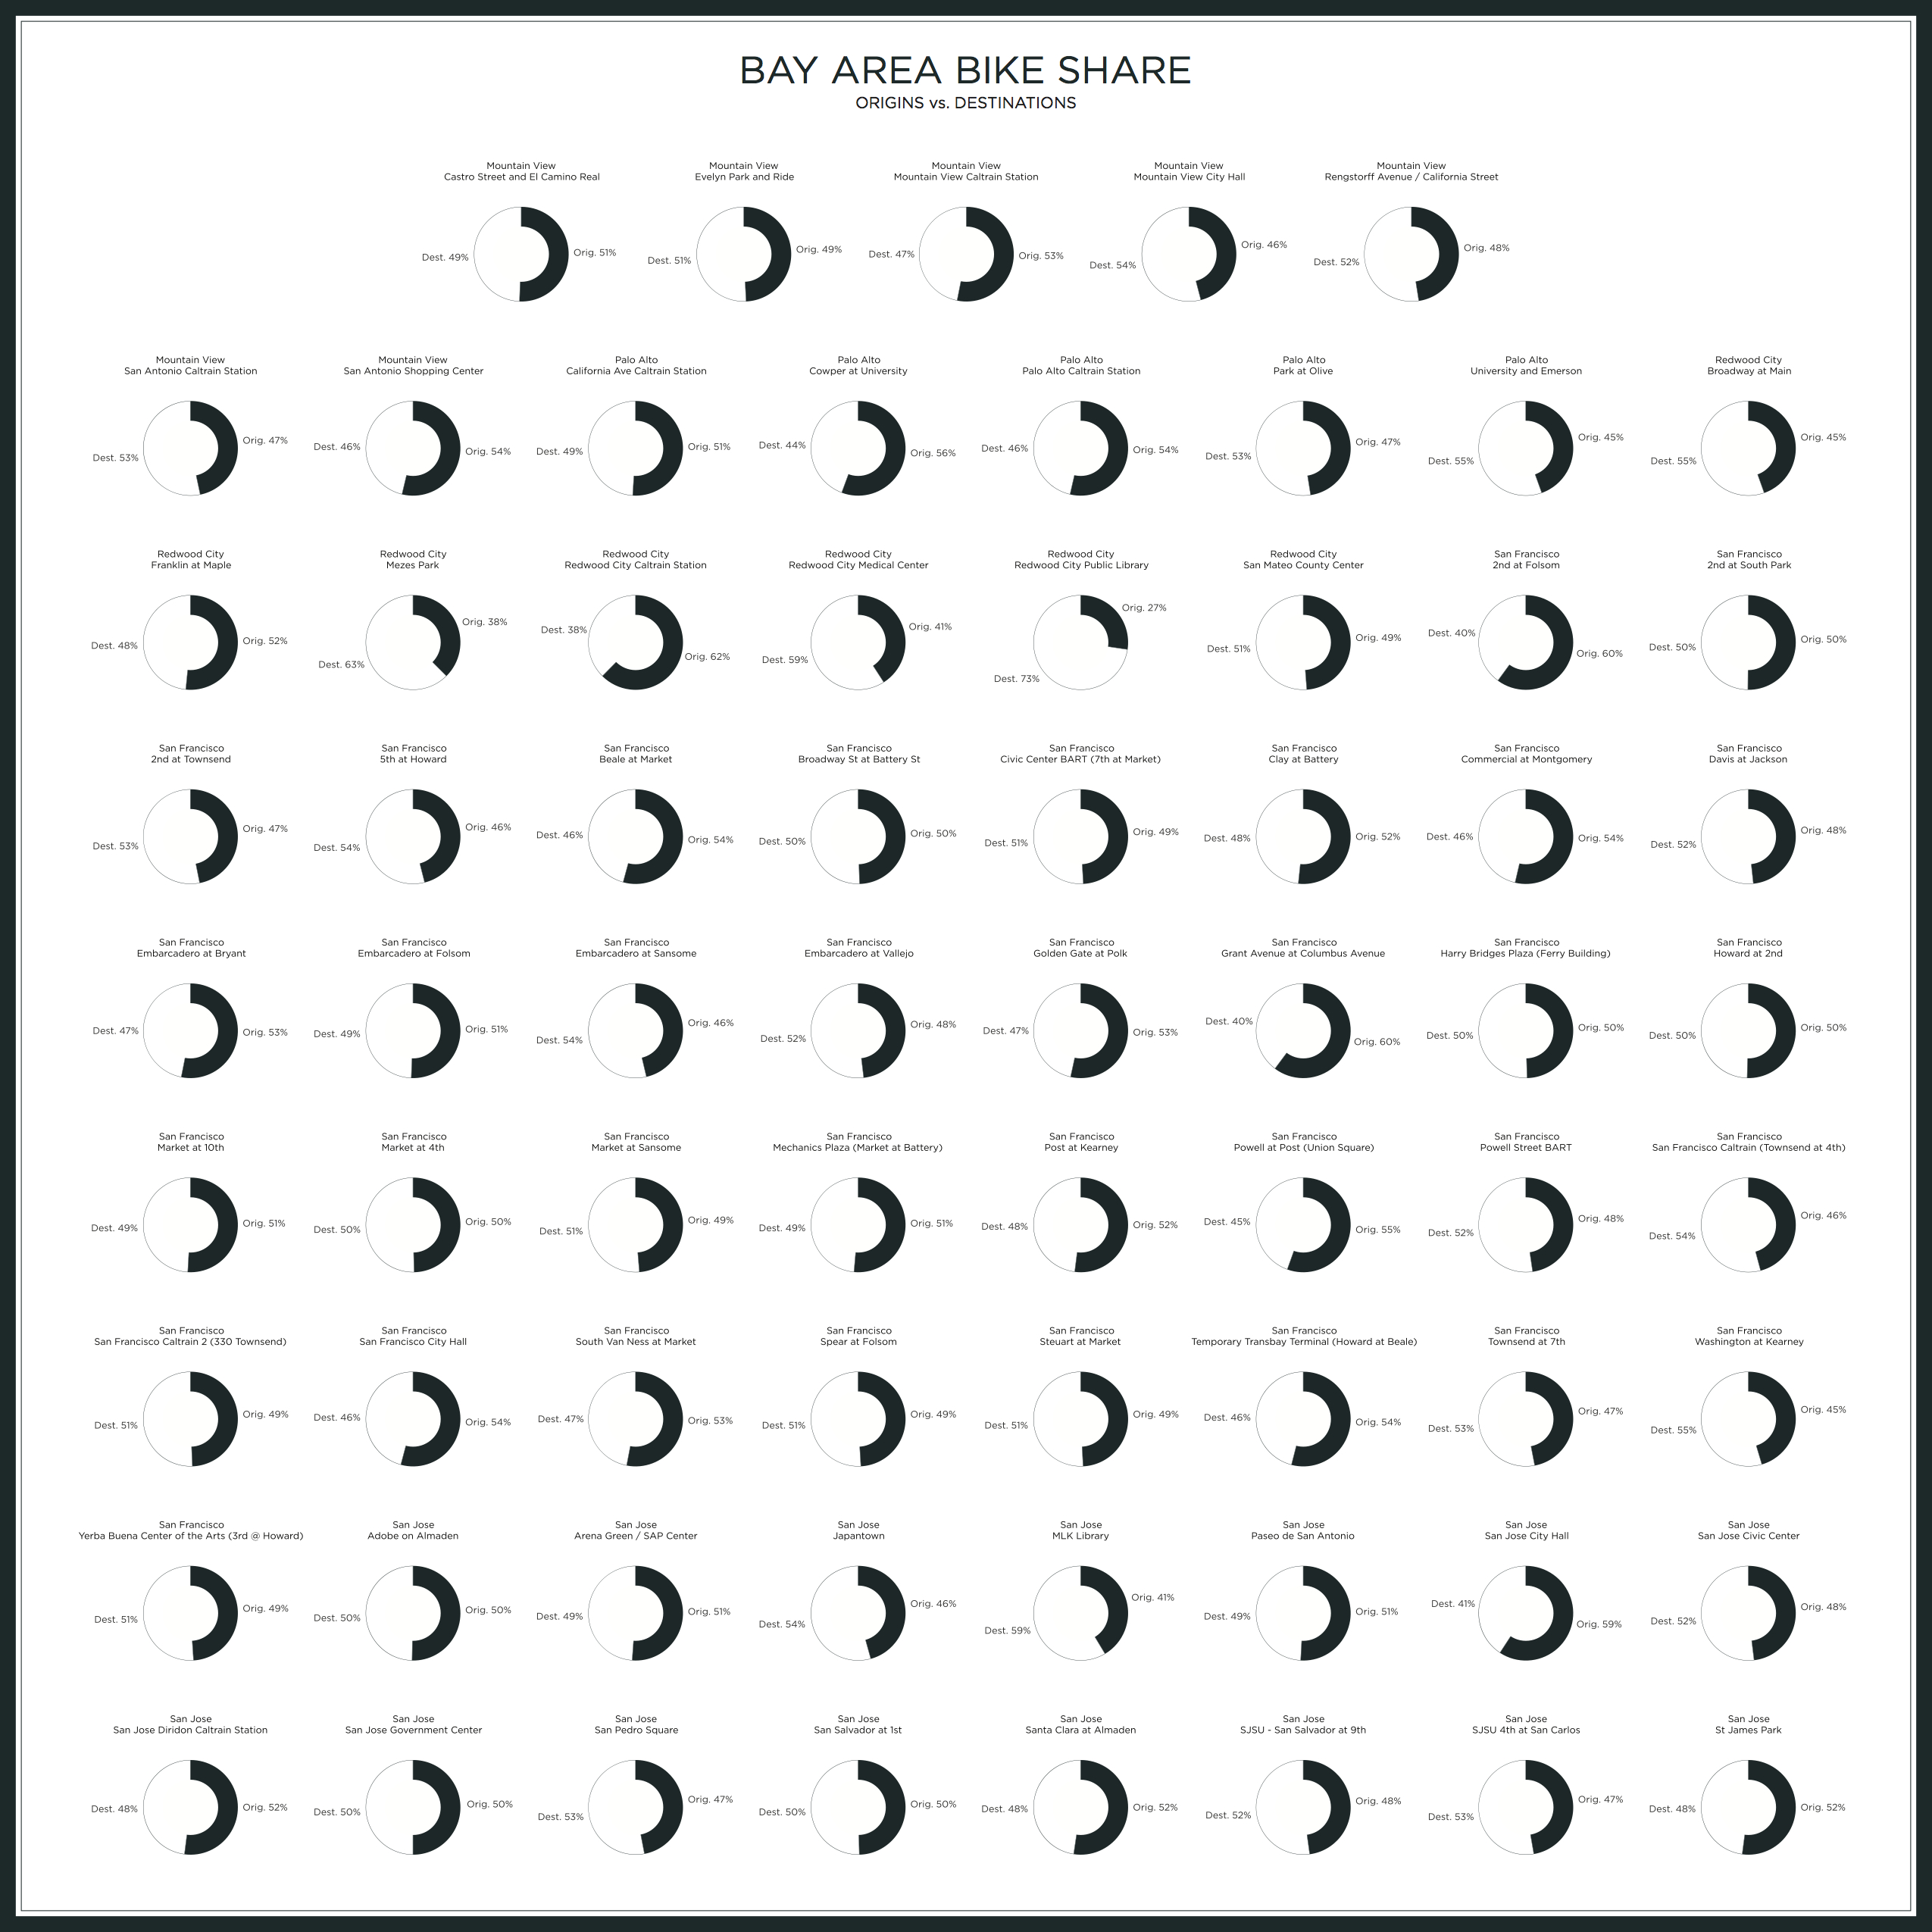 BAY AREA BIKE SHARE
ORIGINS vs. DESTINATIONS
Mountain View
Castro Street and El Camino Real
Dest. 49%
Orig. 51%
Mountain View
Evelyn Park and Ride
Dest. 51%
Orig. 49%
Mountain View
Mountain View Caltrain Station
Dest. 47%
Orig. 53%
Mountain View
Mountain View City Hall
Dest. 54%
Orig. 46%
Mountain View
Rengstorff Avenue / California Street
Dest. 52%
Orig. 48%
Mountain View
San Antonio Caltrain Station
Dest. 53%
Orig. 47%
Mountain View
San Antonio Shopping Center
Dest. 46%
Orig. 54%
Palo Alto
California Ave Caltrain Station
Dest. 49%
Orig. 51%
Palo Alto
Cowper at University
Dest. 44%
Orig. 56%
Palo Alto
Palo Alto Caltrain Station
Dest. 46%
Orig. 54%
Palo Alto
Park at Olive
Dest. 53%
Orig. 47%
Palo Alto
University and Emerson
Dest. 55%
Orig. 45%
Redwood City
Broadway at Main
Dest. 55%
Orig. 45%
Redwood City
Franklin at Maple
Dest. 48%
Orig. 52%
Redwood City
Mezes Park
Dest. 63%
Orig. 38%
Redwood City
Redwood City Caltrain Station
Dest. 38%
Orig. 62%
Redwood City
Redwood City Medical Center
Dest. 59%
Orig. 41%
Redwood City
Redwood City Public Library
Dest. 73%
Orig. 27%
Redwood City
San Mateo County Center
Dest. 51%
Orig. 49%
San Francisco
2nd at Folsom
Dest. 40%
Orig. 60%
San Francisco
2nd at South Park
Dest. 50%
Orig. 50%
San Francisco
2nd at Townsend
Dest. 53%
Orig. 47%
San Francisco
5th at Howard
Dest. 54%
Orig. 46%
San Francisco
Beale at Market
Dest. 46%
Orig. 54%
San Francisco
Broadway St at Battery St
Dest. 50%
Orig. 50%
San Francisco
Civic Center BART (7th at Market)
Dest. 51%
Orig. 49%
San Francisco
Clay at Battery
Dest. 48%
Orig. 52%
San Francisco
Commercial at Montgomery
Dest. 46%
Orig. 54%
San Francisco
Davis at Jackson
Dest. 52%
Orig. 48%
San Francisco
Embarcadero at Bryant
Dest. 47%
Orig. 53%
San Francisco
Embarcadero at Folsom
Dest. 49%
Orig. 51%
San Francisco
Embarcadero at Sansome
Dest. 54%
Orig. 46%
San Francisco
Embarcadero at Vallejo
Dest. 52%
Orig. 48%
San Francisco
Golden Gate at Polk
Dest. 47%
Orig. 53%
San Francisco
Grant Avenue at Columbus Avenue
Dest. 40%
Orig. 60%
San Francisco
Harry Bridges Plaza (Ferry Building)
Dest. 50%
Orig. 50%
San Francisco
Howard at 2nd
Dest. 50%
Orig. 50%
San Francisco
Market at 10th
Dest. 49%
Orig. 51%
San Francisco
Market at 4th
Dest. 50%
Orig. 50%
San Francisco
Market at Sansome
Dest. 51%
Orig. 49%
San Francisco
Mechanics Plaza (Market at Battery)
Dest. 49%
Orig. 51%
San Francisco
Post at Kearney
Dest. 48%
Orig. 52%
San Francisco
Powell at Post (Union Square)
Dest. 45%
Orig. 55%
San Francisco
Powell Street BART
Dest. 52%
Orig. 48%
San Francisco
San Francisco Caltrain (Townsend at 4th)
Dest. 54%
Orig. 46%
San Francisco
San Francisco Caltrain 2 (330 Townsend)
Dest. 51%
Orig. 49%
San Francisco
San Francisco City Hall
Dest. 46%
Orig. 54%
San Francisco
South Van Ness at Market
Dest. 47%
Orig. 53%
San Francisco
Spear at Folsom
Dest. 51%
Orig. 49%
San Francisco
Steuart at Market
Dest. 51%
Orig. 49%
San Francisco
Temporary Transbay Terminal (Howard at Beale)
Dest. 46%
Orig. 54%
San Francisco
Townsend at 7th
Dest. 53%
Orig. 47%
San Francisco
Washington at Kearney
Dest. 55%
Orig. 45%
San Francisco
Yerba Buena Center of the Arts (3rd @ Howard)
Dest. 51%
Orig. 49%
San Jose
Adobe on Almaden
Dest. 50%
Orig. 50%
San Jose
Arena Green / SAP Center
Dest. 49%
Orig. 51%
San Jose
Japantown
Dest. 54%
Orig. 46%
San Jose
MLK Library
Dest. 59%
Orig. 41%
San Jose
Paseo de San Antonio
Dest. 49%
Orig. 51%
San Jose
San Jose City Hall
Dest. 41%
Orig. 59%
San Jose
San Jose Civic Center
Dest. 52%
Orig. 48%
San Jose
San Jose Diridon Caltrain Station
Dest. 48%
Orig. 52%
San Jose
San Jose Government Center
Dest. 50%
Orig. 50%
San Jose
San Pedro Square
Dest. 53%
Orig. 47%
San Jose
San Salvador at 1st
Dest. 50%
Orig. 50%
San Jose
Santa Clara at Almaden
Dest. 48%
Orig. 52%
San Jose
SJSU - San Salvador at 9th
Dest. 52%
Orig. 48%
San Jose
SJSU 4th at San Carlos
Dest. 53%
Orig. 47%
San Jose
St James Park
Dest. 48%
Orig. 52%